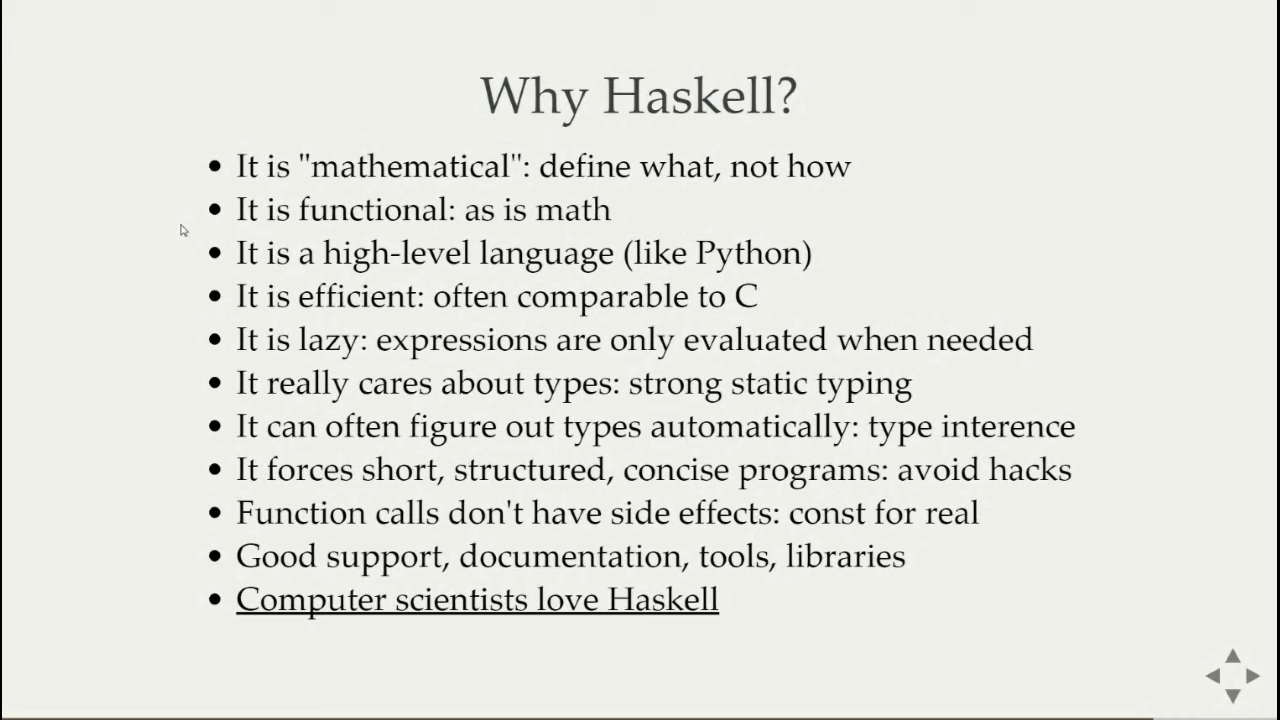 Why Haskell?
• It is "mathematical": define what, not how
• It is functional: as is math
• It is a high-level language (like Python)
• It is efficient: often comparable to C
• It is lazy: expressions are only evaluated when needed
• It really cares about types: strong static typing
• It can often figure out types automatically: type interence
• It forces short, structured, concise programs: avoid hacks
• Function calls don't have side effects: const for real
• Good support, documentation, tools, libraries
• Computer scientists love Haskell